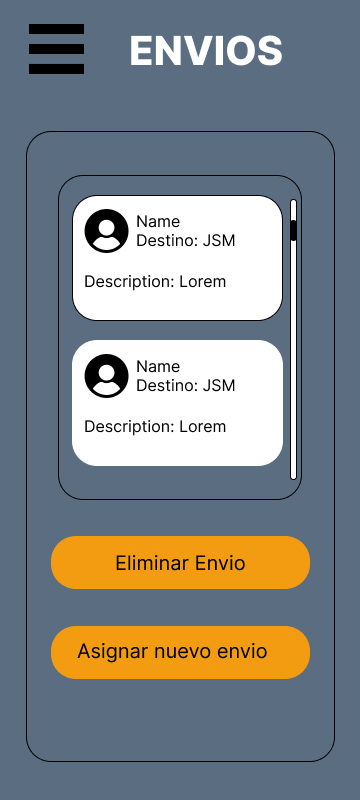 ENVIOS
Name
Destino: JSM
Description: Lorem
Name
Destino: JSM
Description: Lorem
Eliminar Envio
Asignar nuevo envio